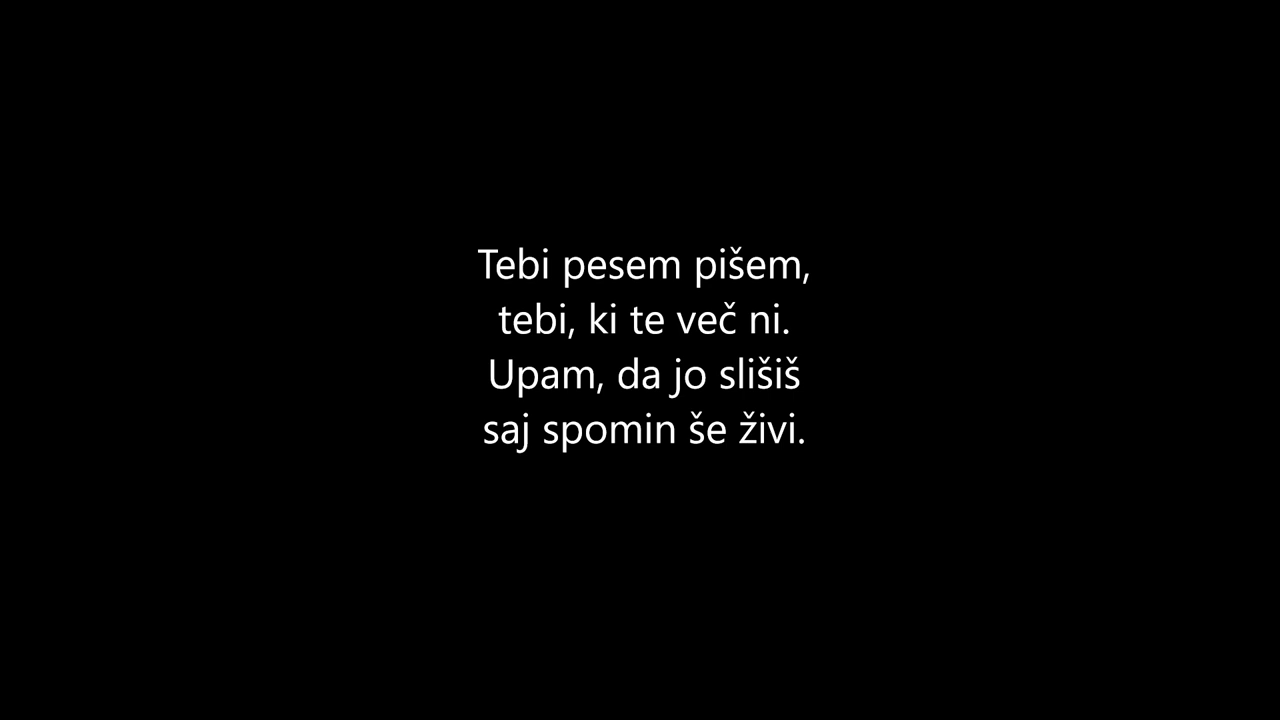 Tebi pesem pišem,
tebi, ki te več ni.
Upam, da jo slišiš
saj spomin še živi.